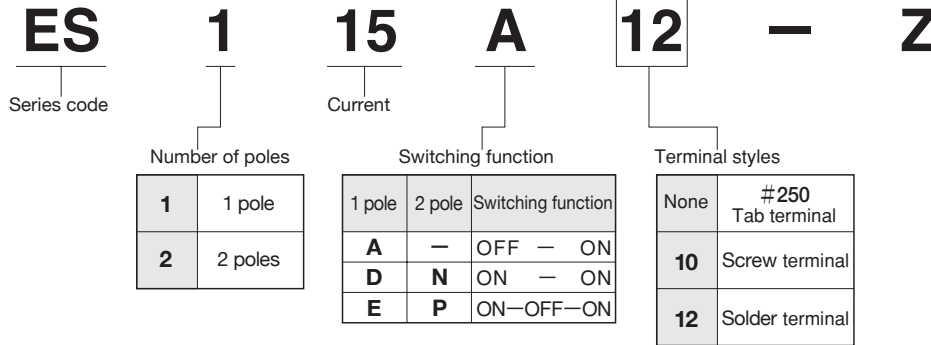 ES 1 15 A 12 — Z
Series code Current
Number of poles Switching function Terminal styles
1 1 pole
2 2 poles
1 pole 2 pole Switching function
A — OFF — ON
D N ON — ON
E P ON—OFF—ON
None #250 Tab terminal
10 Screw terminal
12 Solder terminal